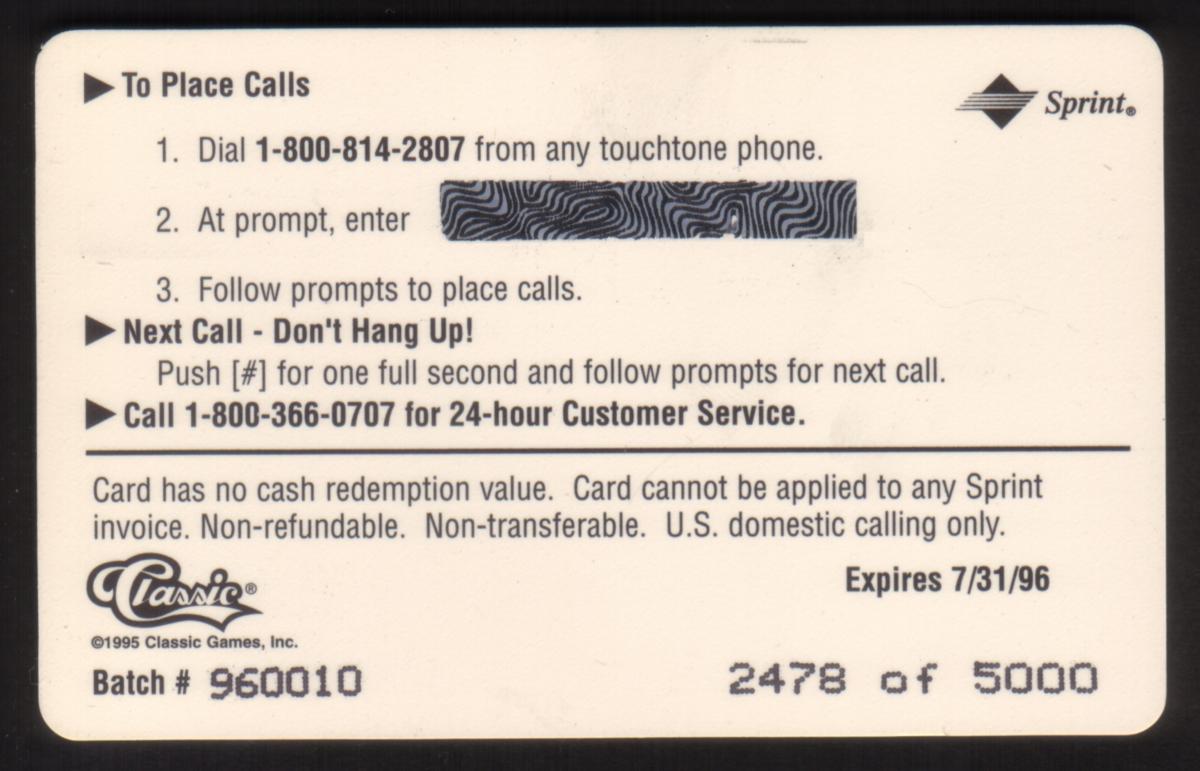 ▶ To Place Calls
Sprint®
1. Dial 1-800-814-2807 from any touchtone phone.
2. At prompt, enter
3. Follow prompts to place calls.
▶ Next Call - Don't Hang Up!
Push [#] for one full second and follow prompts for next call.
▶ Call 1-800-366-0707 for 24-hour Customer Service.
Card has no cash redemption value. Card cannot be applied to any Sprint
invoice. Non-refundable. Non-transferable. U.S. domestic calling only.
Classic®
Expires 7/31/96
©1995 Classic Games, Inc.
Batch # 960010
2478 of 5000